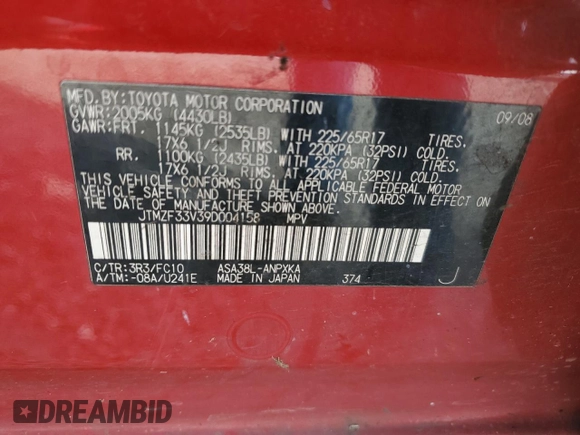 MFD. BY: TOYOTA MOTOR CORPORATION 09/08
GVWR: 2005KG (4430LB)
GAWR: FRT. 1145KG (2535LB) WITH 225/65R17 TIRES.
17X6 1/2J RIMS. AT 220KPA (32PSI) COLD.
RR. 1100KG (2435LB) WITH 225/65R17 TIRES.
17X6 1/2J RIMS. AT 220KPA (32PSI) COLD.
THIS VEHICLE CONFORMS TO ALL APPLICABLE FEDERAL MOTOR
VEHICLE SAFETY AND THEFT PREVENTION STANDARDS IN EFFECT ON
THE DATE OF MANUFACTURE SHOWN ABOVE.
JTMZF33V39D004158 MPV
C/TR: 3R3/FC10 ASA38L-ANPXKA
A/TM: -08A/U241E MADE IN JAPAN 374 J
DREAMBID